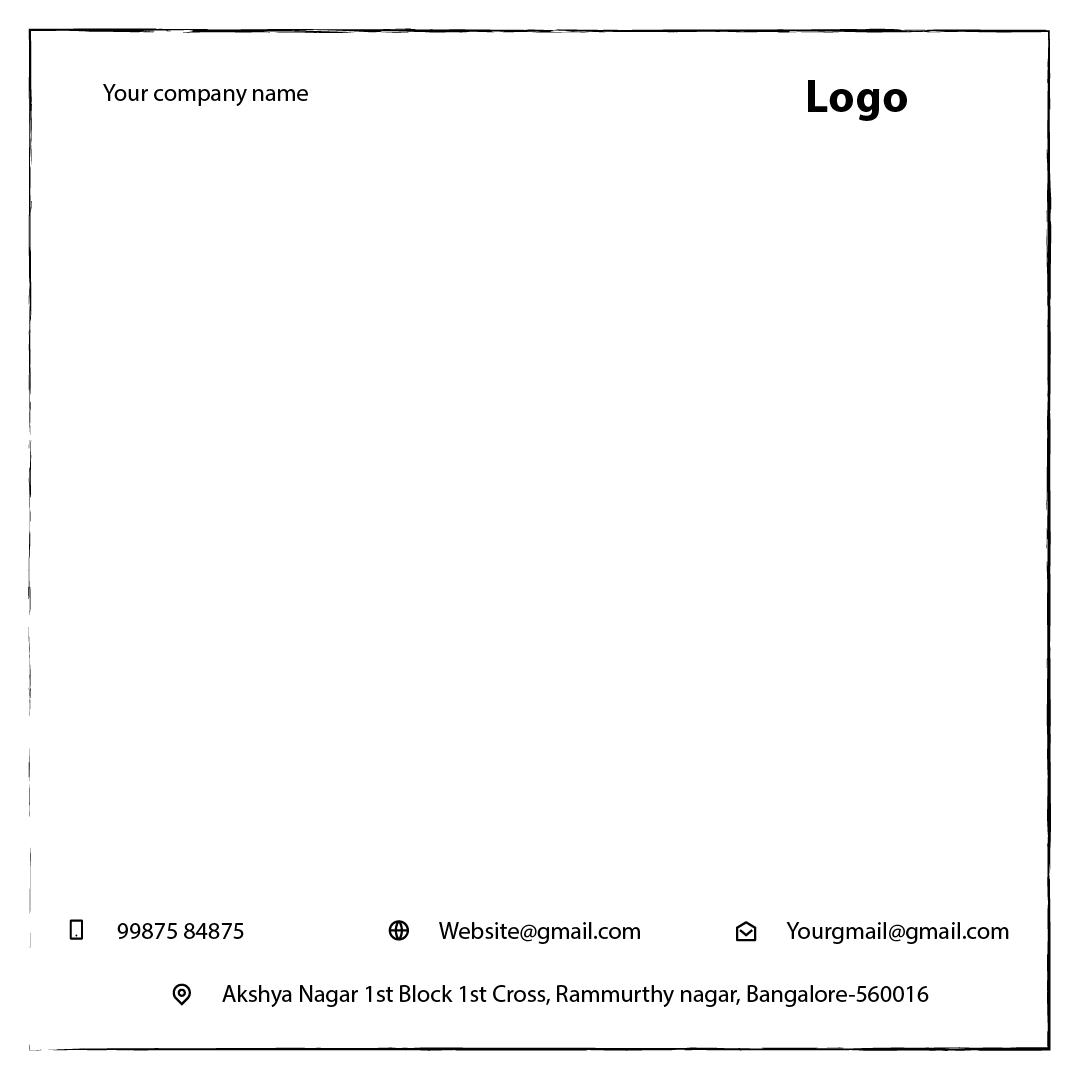 Your company name
Logo
99875 84875
Website@gmail.com
Yourgmail@gmail.com
Akshya Nagar 1st Block 1st Cross, Rammurthy nagar, Bangalore-560016